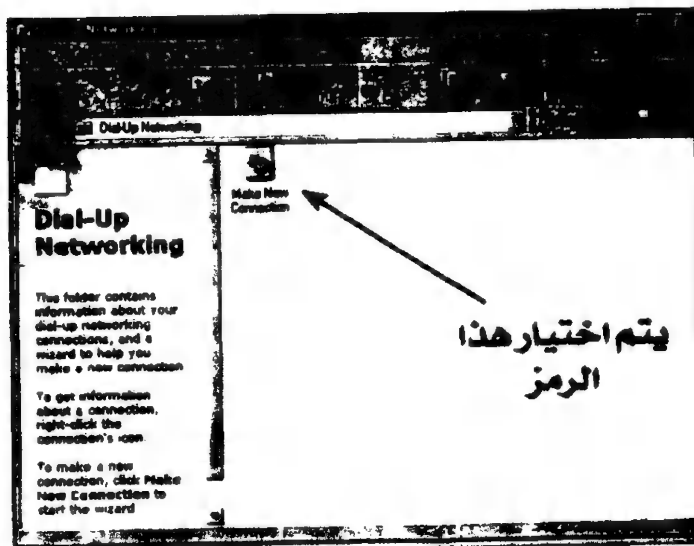 Networking
Dial-Up Networking
Make New
Connection
Dial-Up
Networking
This folder contains
information about your
dial-up networking
connections, and a
wizard to help you
make a new connection
To get information
about a connection,
right-click the
connection's icon.
To make a new
connection, click Make
New Connection to
start the wizard
يتم اختيار هذا
الرمز